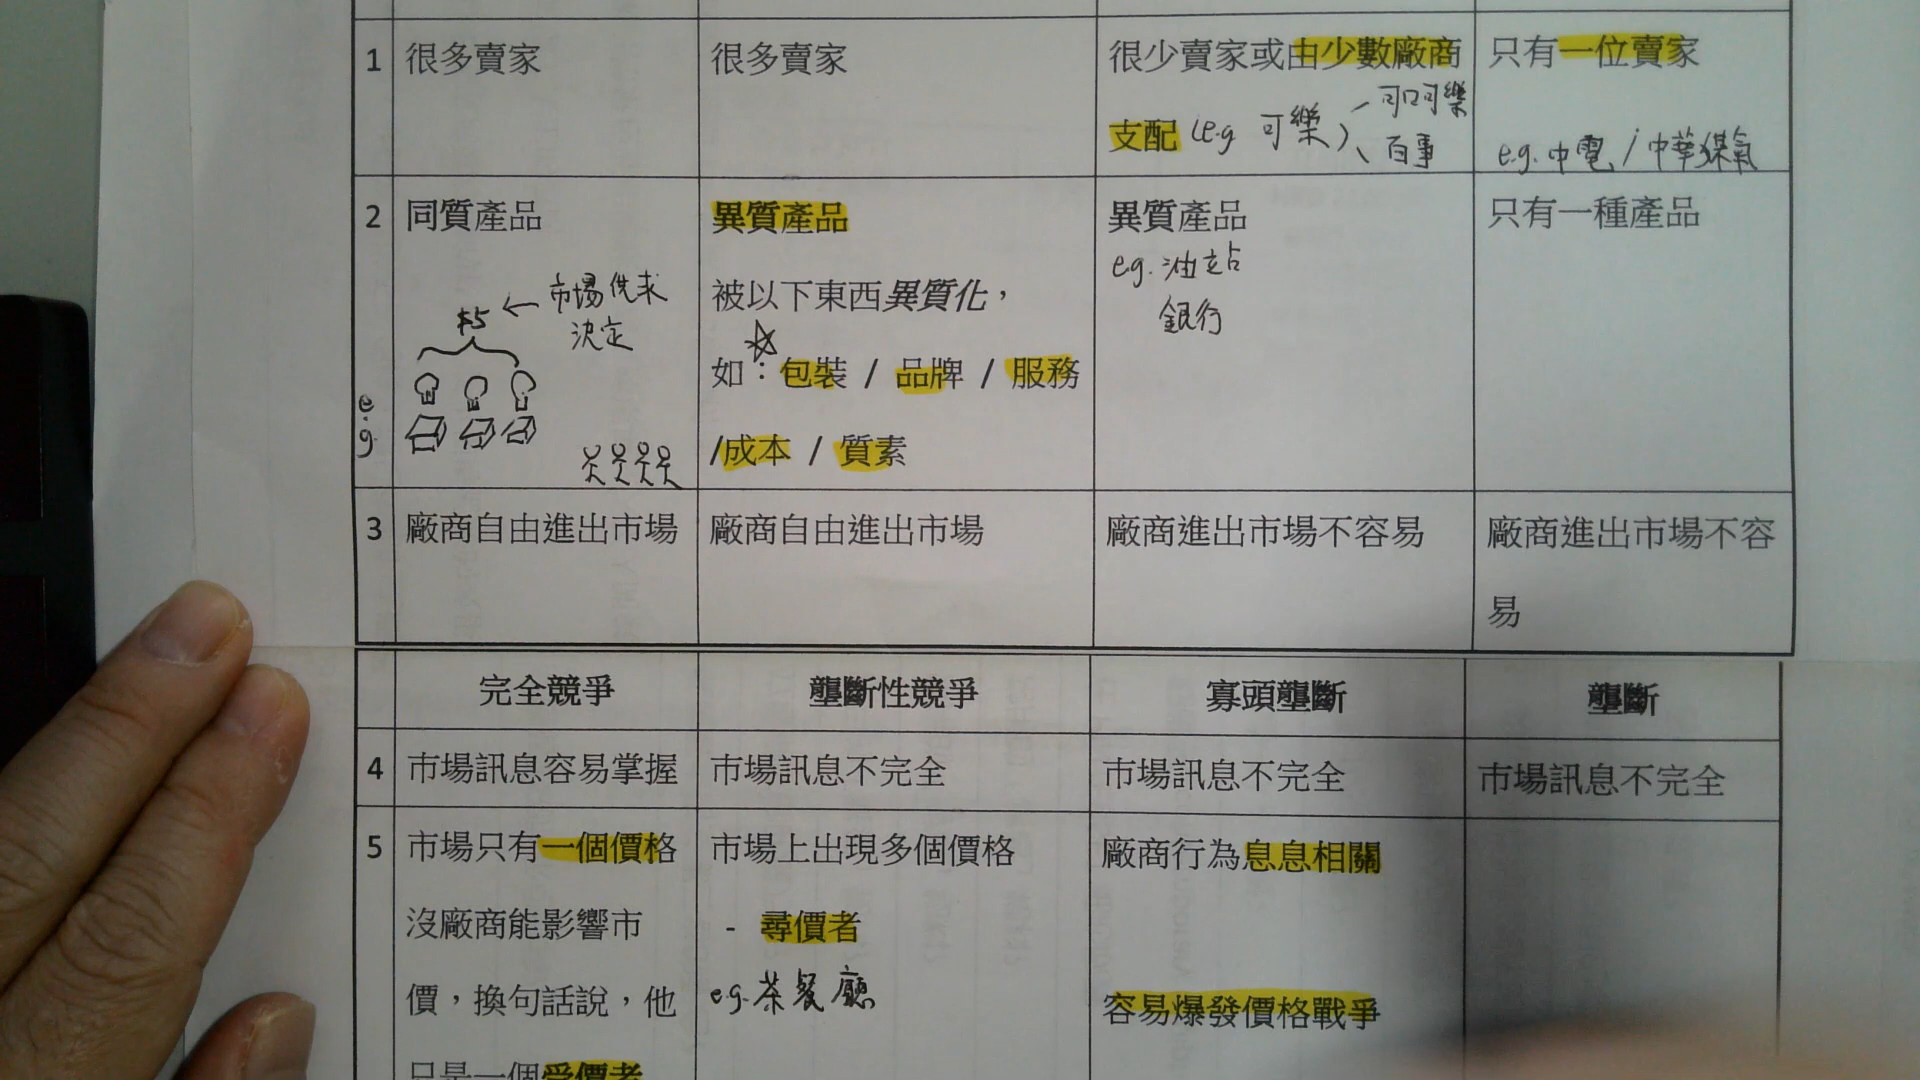 1
很多賣家
很多賣家
很少賣家或由少數廠商
支配 (e.g 可樂)
可口可樂
百事
只有一位賣家
e.g. 中電 / 中華煤氣
2
同質產品
$5 ← 市場供求
決定
e.g
異質產品
被以下東西異質化，
如：包裝 / 品牌 / 服務
/成本 / 質素
異質產品
e.g. 油站
銀行
只有一種產品
3
廠商自由進出市場
廠商自由進出市場
廠商進出市場不容易
廠商進出市場不容
易
完全競爭
壟斷性競爭
寡頭壟斷
壟斷
4
市場訊息容易掌握
市場訊息不完全
市場訊息不完全
市場訊息不完全
5
市場只有一個價格
沒廠商能影響市
價，換句話說，他
只是一個受價者
市場上出現多個價格
- 尋價者
e.g. 茶餐廳
廠商行為息息相關
容易爆發價格戰爭